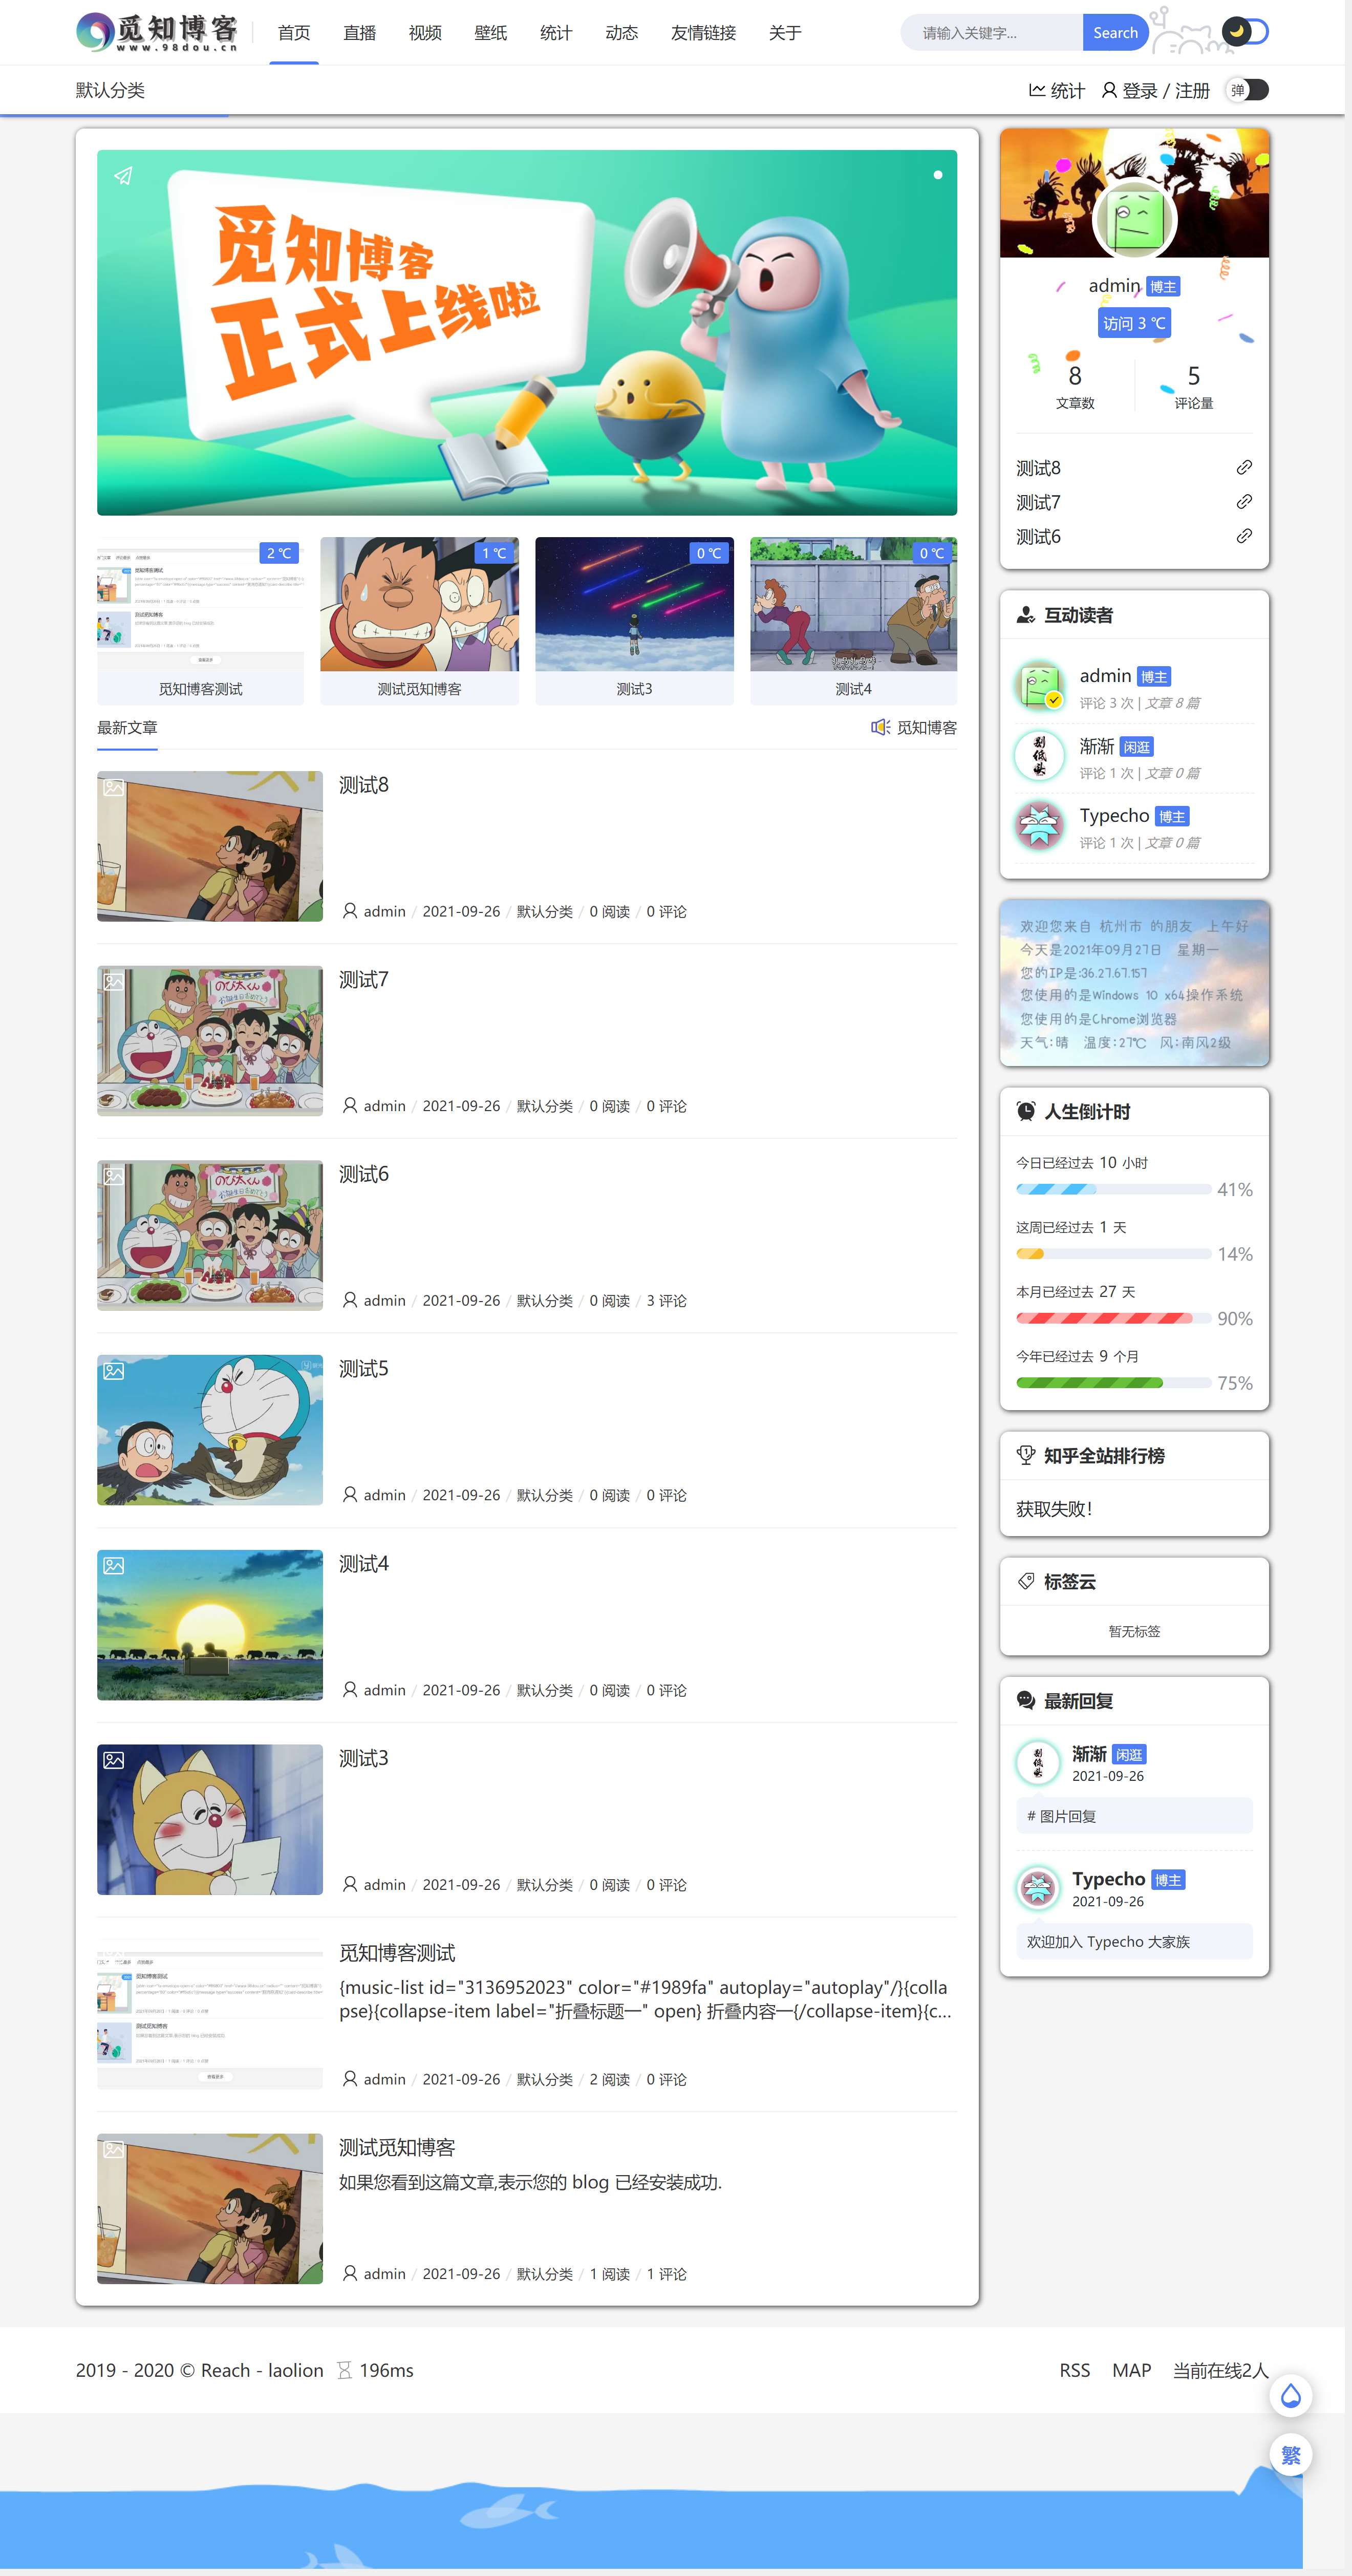 觅知博客
www.98dou.cn
首页 直播 视频 壁纸 统计 动态 友情链接 关于
请输入关键字...
Search
默认分类
统计 登录 / 注册
弹
觅知博客
正式上线啦
admin 博主
访问 3 ℃
8 5
文章数 评论量
测试8
测试7
测试6
2 ℃ 1 ℃ 0 ℃ 0 ℃
觅知博客测试 测试觅知博客 测试3 测试4
最新文章 觅知博客
测试8
admin / 2021-09-26 / 默认分类 / 0 阅读 / 0 评论
测试7
のび太くん
admin / 2021-09-26 / 默认分类 / 0 阅读 / 0 评论
测试6
のび太くん
admin / 2021-09-26 / 默认分类 / 0 阅读 / 3 评论
测试5
admin / 2021-09-26 / 默认分类 / 0 阅读 / 0 评论
测试4
admin / 2021-09-26 / 默认分类 / 0 阅读 / 0 评论
测试3
admin / 2021-09-26 / 默认分类 / 0 阅读 / 0 评论
觅知博客测试
{music-list id="3136952023" color="#1989fa" autoplay="autoplay"/}{colla
pse}{collapse-item label="折叠标题一" open} 折叠内容一{/collapse-item}{c...
admin / 2021-09-26 / 默认分类 / 2 阅读 / 0 评论
测试觅知博客
如果您看到这篇文章,表示您的 blog 已经安装成功.
admin / 2021-09-26 / 默认分类 / 1 阅读 / 1 评论
互动读者
admin 博主
评论 3 次 | 文章 8 篇
渐渐 闲逛
评论 1 次 | 文章 0 篇
Typecho 博主
评论 1 次 | 文章 0 篇
欢迎您来自 杭州市 的朋友 上午好
今天是2021年09月27日 星期一
您的IP是:36.27.67.157
您使用的是Windows 10 x64操作系统
您使用的是Chrome浏览器
天气:晴 温度:27℃ 风:南风2级
人生倒计时
今日已经过去 10 小时
41%
这周已经过去 1 天
14%
本月已经过去 27 天
90%
今年已经过去 9 个月
75%
知乎全站排行榜
获取失败！
标签云
暂无标签
最新回复
渐渐 闲逛
2021-09-26
# 图片回复
Typecho 博主
2021-09-26
欢迎加入 Typecho 大家族
2019 - 2020 © Reach - laolion 196ms
RSS MAP 当前在线2人
繁